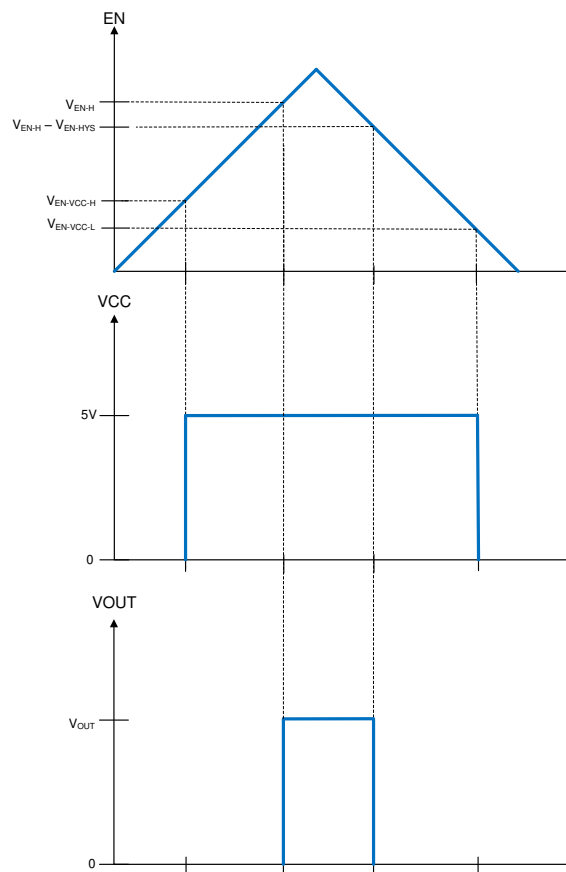 EN
VEN-H
VEN-H – VEN-HYS
VEN-VCC-H
VEN-VCC-L
VCC
5V
0
VOUT
VOUT
0